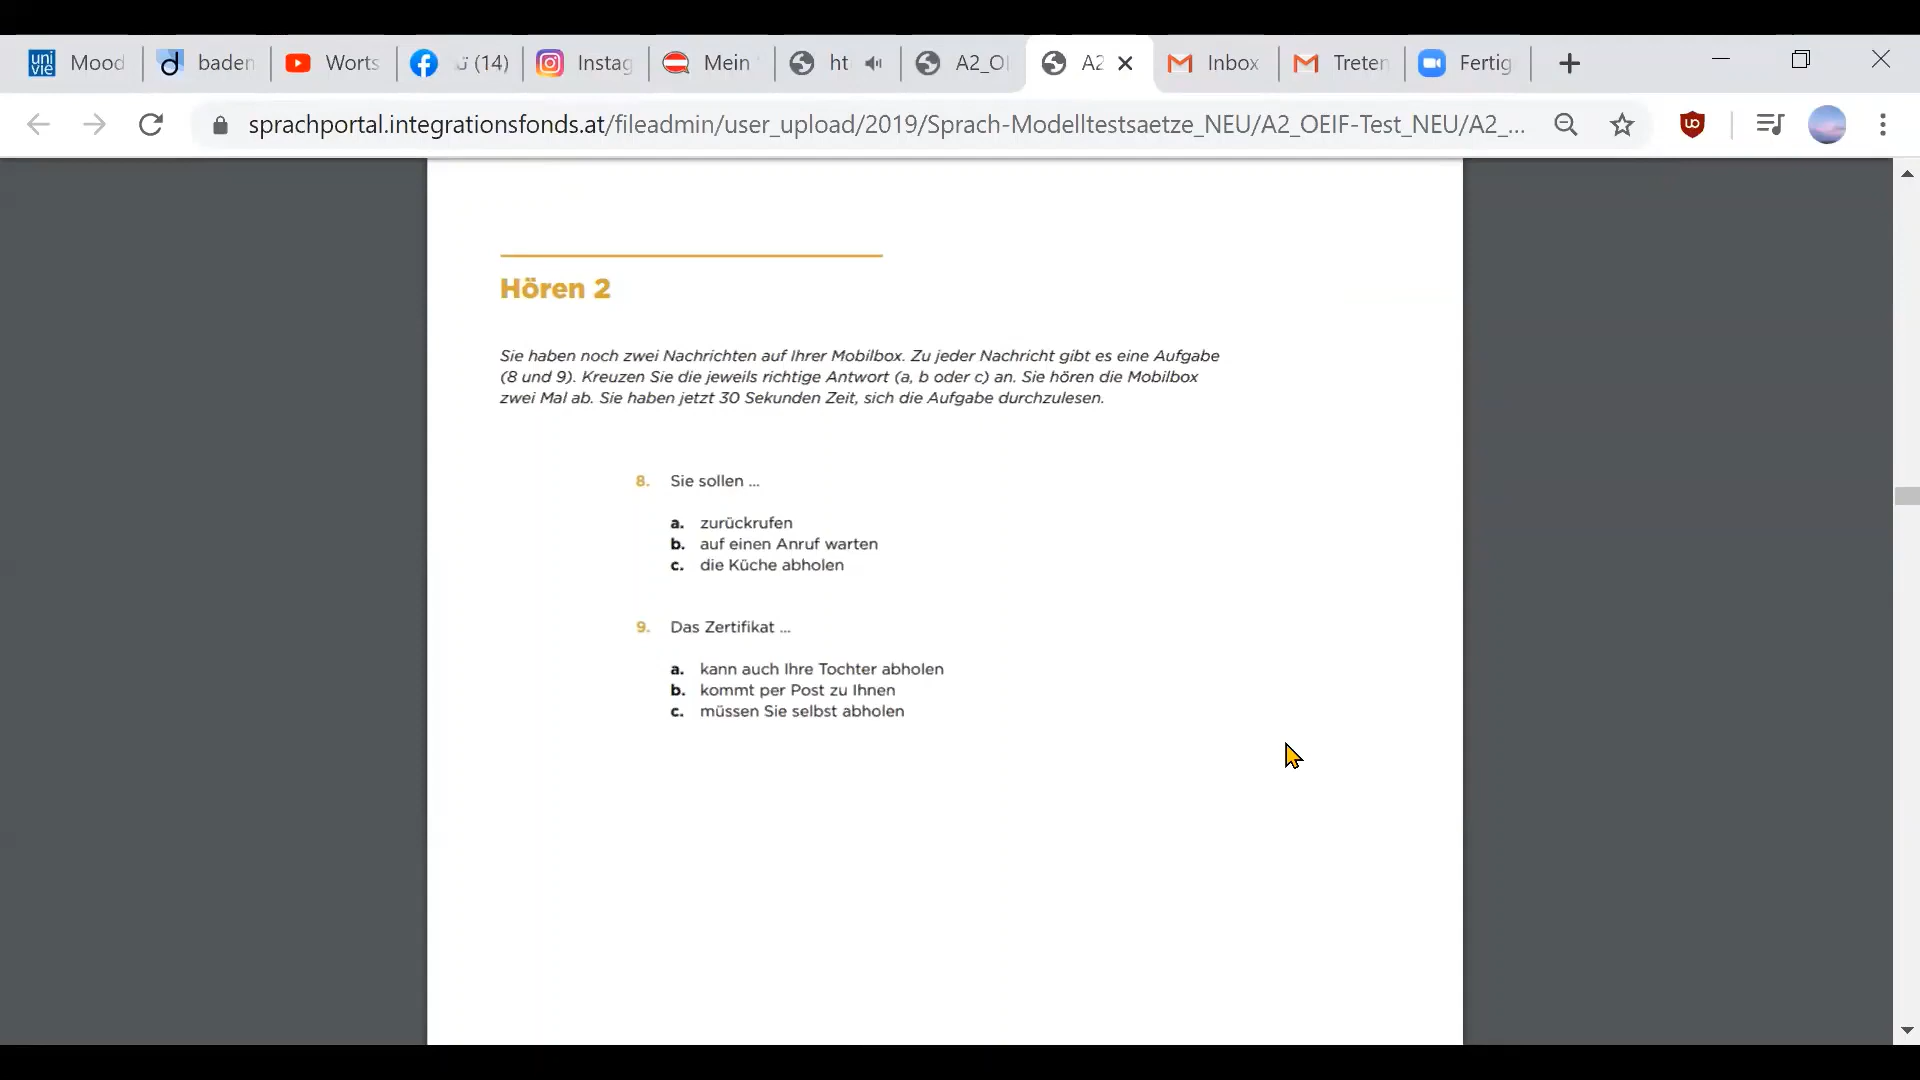 Mood
baden
Worts
(14)
Instag
Mein
ht
A2_OI
A2
Inbox
Treten
Fertig
sprachportal.integrationsfonds.at/fileadmin/user_upload/2019/Sprach-Modelltestsaetze_NEU/A2_OEIF-Test_NEU/A2_...
Hören 2
Sie haben noch zwei Nachrichten auf Ihrer Mobilbox. Zu jeder Nachricht gibt es eine Aufgabe
(8 und 9). Kreuzen Sie die jeweils richtige Antwort (a, b oder c) an. Sie hören die Mobilbox
zwei Mal ab. Sie haben jetzt 30 Sekunden Zeit, sich die Aufgabe durchzulesen.
8. Sie sollen ...
a. zurückrufen
b. auf einen Anruf warten
c. die Küche abholen
9. Das Zertifikat ...
a. kann auch Ihre Tochter abholen
b. kommt per Post zu Ihnen
c. müssen Sie selbst abholen